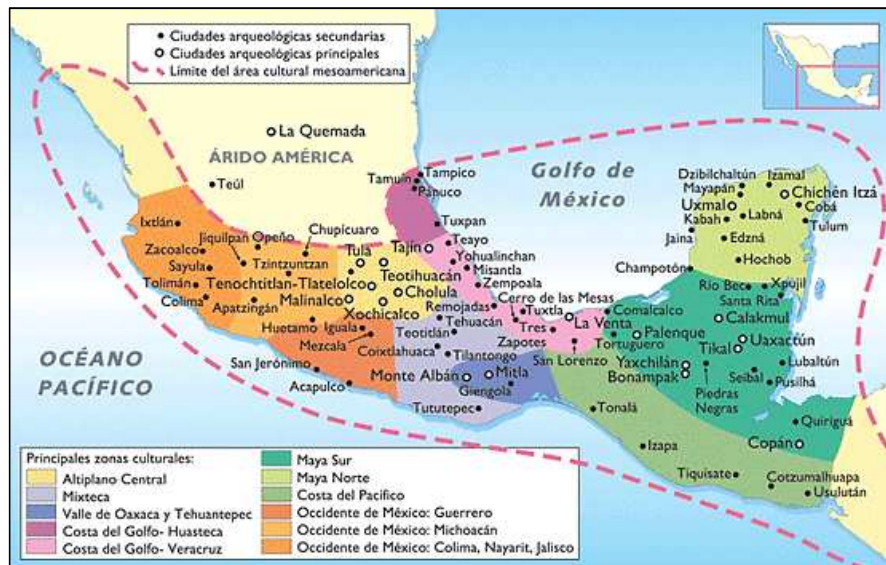 Ciudades arqueológicas secundarias
Ciudades arqueológicas principales
Límite del área cultural mesoamericana
La Quemada
ÁRIDO AMÉRICA
Teúl
Golfo de
México
OCÉANO
PACÍFICO
Tampico
Tamuín
Pánuco
Tuxpan
Teayo
Tajín
Yohualinchan
Misantla
Zempoala
Ixtlán
Jiquilpan
Opeño
Chupícuaro
Zacoalco
Sayula
Tzintzuntzan
Tula
Teotihuacán
Tenochtitlan-Tlatelolco
Tolimán
Colima
Apatzingán
Malinalco
Cholula
Xochicalco
Huetamo
Iguala
Mezcala
Remojadas
Tehuacán
Teotitlán
Coixtlahuaca
Tilantongo
Cerro de las Mesas
Tuxtla
Tres
Zapotes
La Venta
San Lorenzo
Comalcalco
Tortuguero
Palenque
San Jerónimo
Acapulco
Monte Albán
Mitla
Giengola
Tututepec
Dzibilchaltún
Izamal
Mayapán
Chichén Itzá
Uxmal
Cobá
Kabah
Labná
Tulum
Jaina
Edzná
Hochob
Champotón
Río Bec
Xpujil
Santa Rita
Calakmul
Uaxactún
Tikal
Yaxchilán
Bonampak
Piedras
Negras
Seibal
Lubaltún
Pusilhá
Tonalá
Izapa
Quiriguá
Copán
Tiquisate
Cotzumalhuapa
Usulután
Principales zonas culturales:
Altiplano Central
Mixteca
Valle de Oaxaca y Tehuantepec
Costa del Golfo- Huasteca
Costa del Golfo- Veracruz
Maya Sur
Maya Norte
Costa del Pacifico
Occidente de México: Guerrero
Occidente de México: Michoacán
Occidente de México: Colima, Nayarit, Jalisco